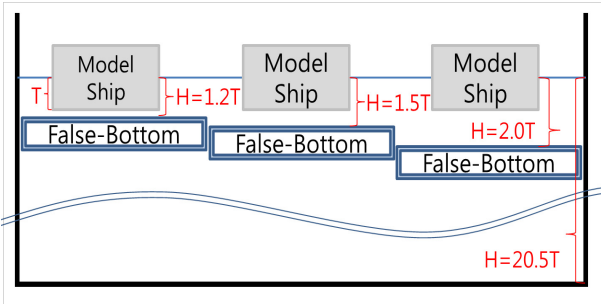 Model
Ship
Model
Ship
Model
Ship
T
H=1.2T
H=1.5T
H=2.0T
False-Bottom
False-Bottom
False-Bottom
H=20.5T